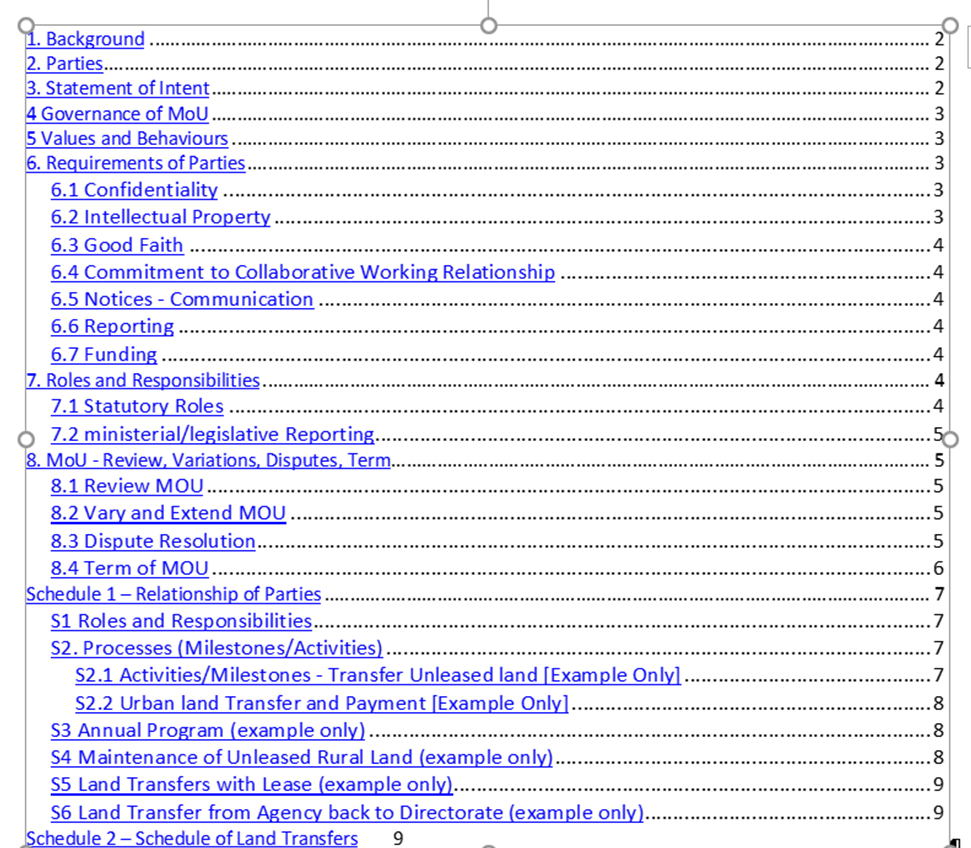 1. Background ........ 2
2. Parties ........ 2
3. Statement of Intent ........ 2
4 Governance of MoU ........ 3
5 Values and Behaviours ........ 3
6. Requirements of Parties ........ 3
6.1 Confidentiality ........ 3
6.2 Intellectual Property ........ 3
6.3 Good Faith ........ 4
6.4 Commitment to Collaborative Working Relationship ........ 4
6.5 Notices - Communication ........ 4
6.6 Reporting ........ 4
6.7 Funding ........ 4
7. Roles and Responsibilities ........ 4
7.1 Statutory Roles ........ 4
7.2 ministerial/legislative Reporting ........ 5
8. MoU - Review, Variations, Disputes, Term ........ 5
8.1 Review MOU ........ 5
8.2 Vary and Extend MOU ........ 5
8.3 Dispute Resolution ........ 5
8.4 Term of MOU ........ 6
Schedule 1 – Relationship of Parties ........ 7
S1 Roles and Responsibilities ........ 7
S2. Processes (Milestones/Activities) ........ 7
S2.1 Activities/Milestones - Transfer Unleased land [Example Only] ........ 7
S2.2 Urban land Transfer and Payment [Example Only] ........ 8
S3 Annual Program (example only) ........ 8
S4 Maintenance of Unleased Rural Land (example only) ........ 8
S5 Land Transfers with Lease (example only) ........ 9
S6 Land Transfer from Agency back to Directorate (example only) ........ 9
Schedule 2 – Schedule of Land Transfers 9